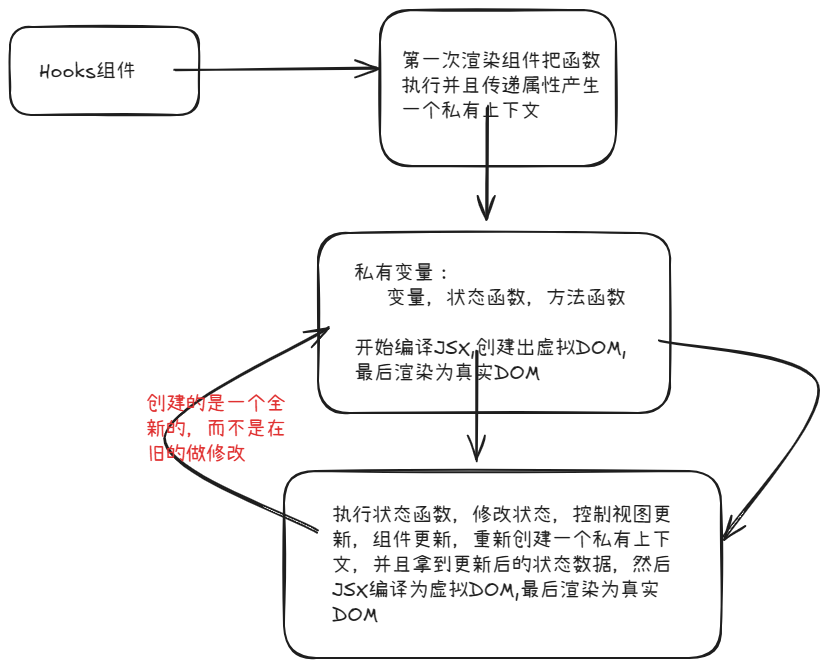 Hooks组件
第一次渲染组件把函数
执行并且传递属性产生
一个私有上下文
私有变量：
变量，状态函数，方法函数
开始编译JSX,创建出虚拟DOM,
最后渲染为真实DOM
创建的是一个全
新的，而不是在
旧的做修改
执行状态函数，修改状态，控制视图更
新，组件更新，重新创建一个私有上下
文，并且拿到更新后的状态数据，然后
JSX编译为虚拟DOM,最后渲染为真实
DOM